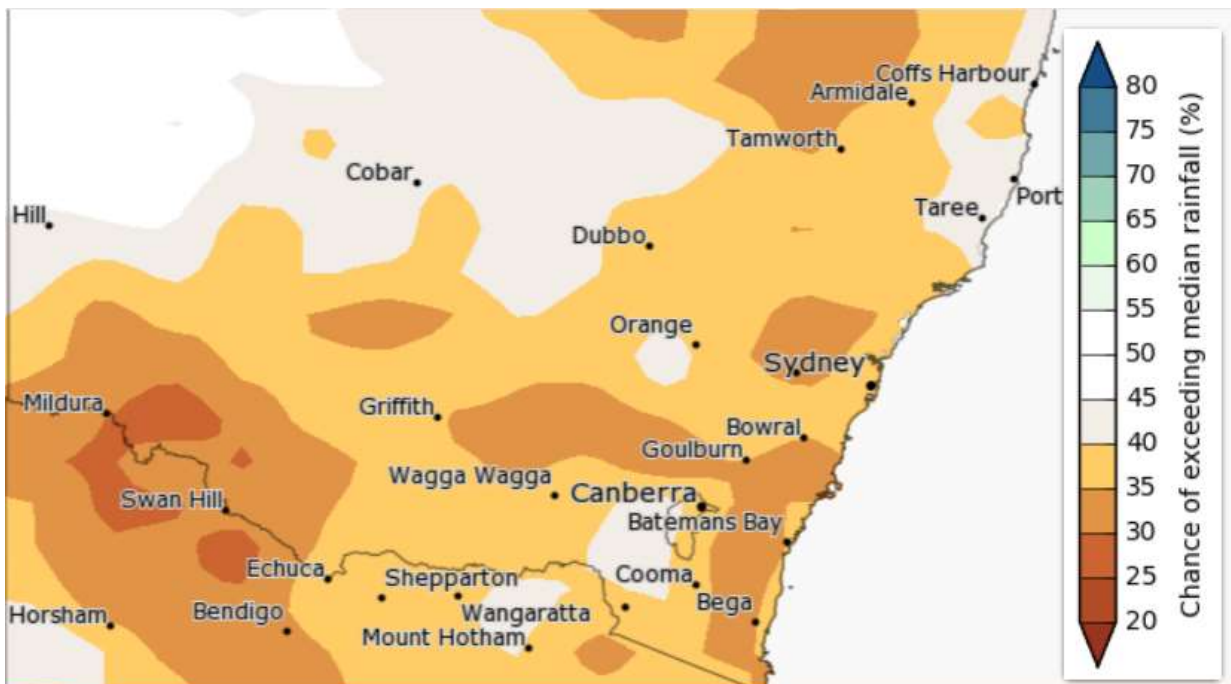 Coffs Harbour
Armidale
Tamworth
Cobar
Port
Taree
Hill
Dubbo
Orange
Sydney
Mildura
Griffith
Bowral
Goulburn
Wagga Wagga
Canberra
Swan Hill
Batemans Bay
Echuca
Shepparton
Cooma
Bega
Horsham
Bendigo
Wangaratta
Mount Hotham
80
75
70
65
60
55
50
45
40
35
30
25
20
Chance of exceeding median rainfall (%)